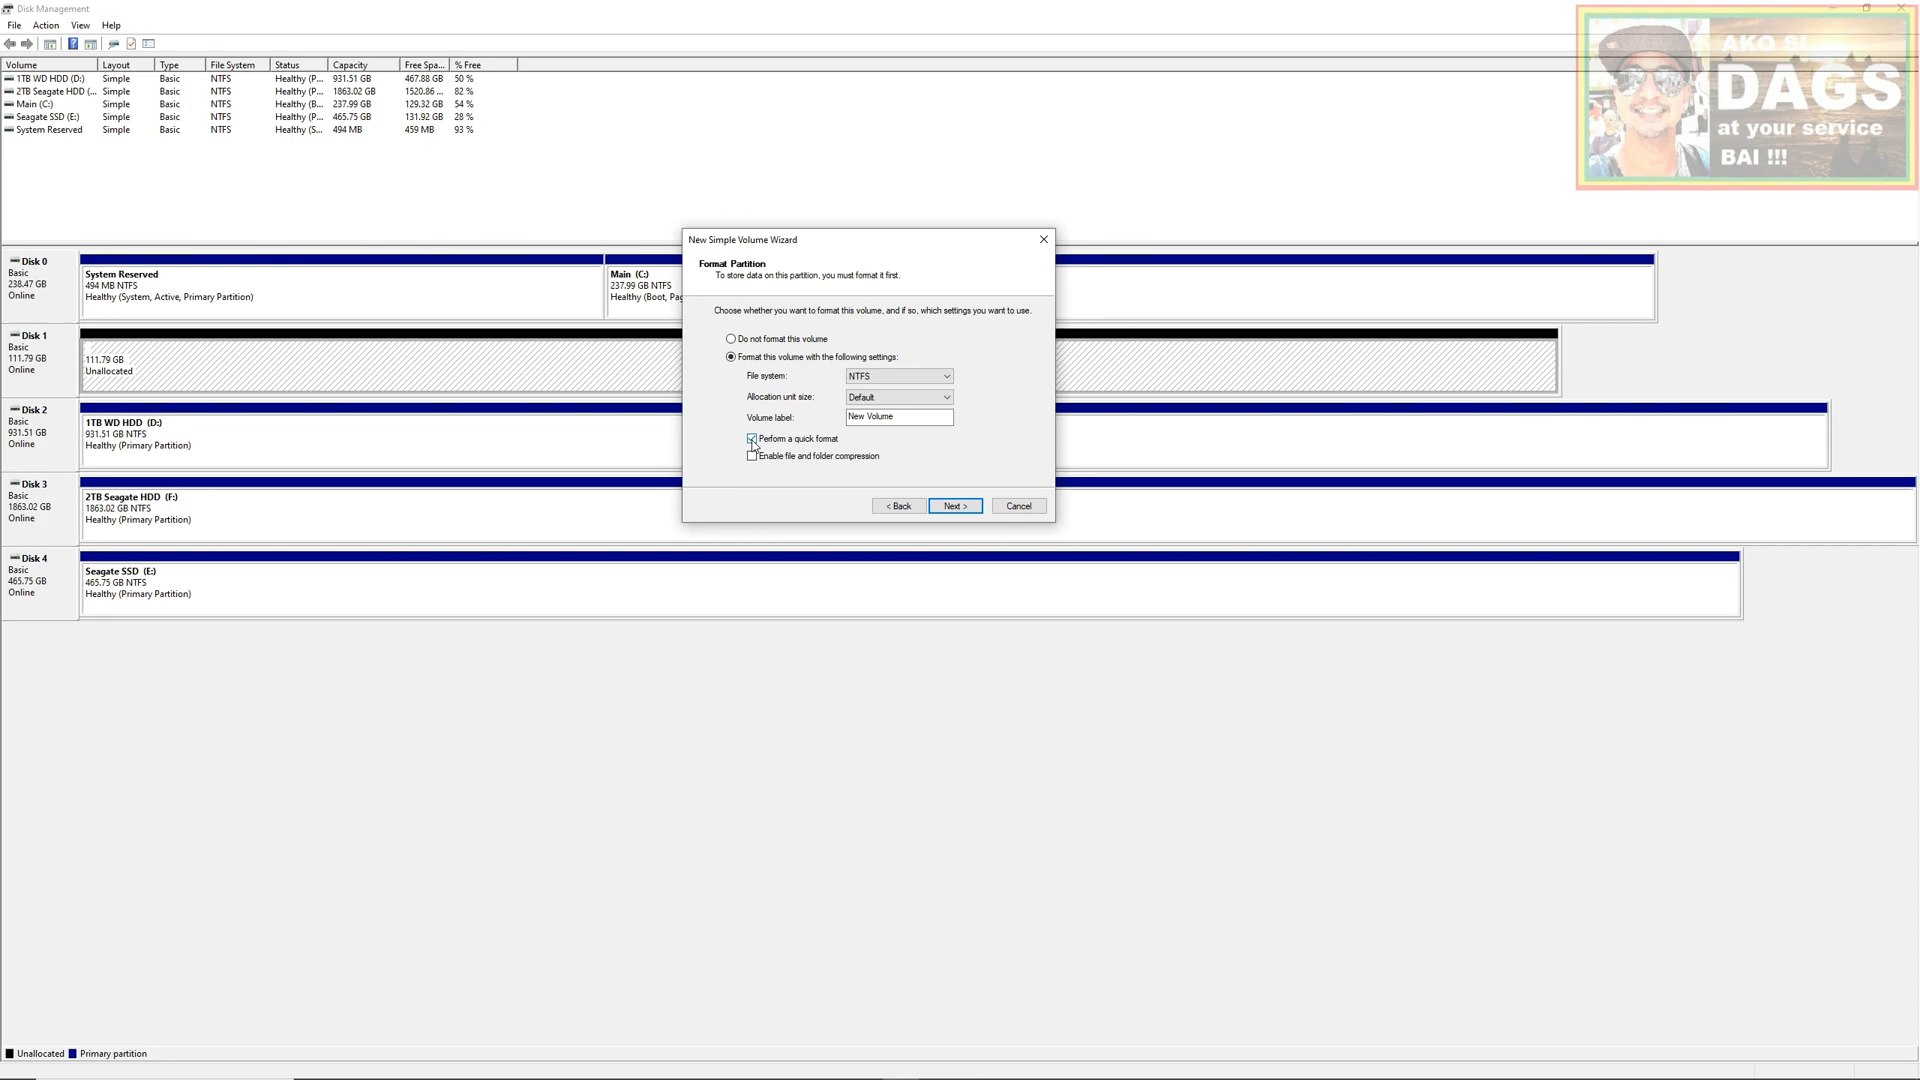 Disk Management
File Action View Help
Volume Layout Type File System Status Capacity Free Spa... % Free
1TB WD HDD (D:) Simple Basic NTFS Healthy (P... 931.51 GB 467.88 GB 50 %
2TB Seagate HDD (... Simple Basic NTFS Healthy (P... 1863.02 GB 1520.86 ... 82 %
Main (C:) Simple Basic NTFS Healthy (B... 237.99 GB 129.32 GB 54 %
Seagate SSD (E:) Simple Basic NTFS Healthy (P... 465.75 GB 131.92 GB 28 %
System Reserved Simple Basic NTFS Healthy (S... 494 MB 459 MB 93 %
AKO SI
DAGS
at your service
BAI !!!
Disk 0
Basic
238.47 GB
Online
System Reserved
494 MB NTFS
Healthy (System, Active, Primary Partition)
Main (C:)
237.99 GB NTFS
Healthy (Boot, Pag
Disk 1
Basic
111.79 GB
Online
111.79 GB
Unallocated
Disk 2
Basic
931.51 GB
Online
1TB WD HDD (D:)
931.51 GB NTFS
Healthy (Primary Partition)
Disk 3
Basic
1863.02 GB
Online
2TB Seagate HDD (F:)
1863.02 GB NTFS
Healthy (Primary Partition)
Disk 4
Basic
465.75 GB
Online
Seagate SSD (E:)
465.75 GB NTFS
Healthy (Primary Partition)
New Simple Volume Wizard
Format Partition
To store data on this partition, you must format it first.
Choose whether you want to format this volume, and if so, which settings you want to use.
Do not format this volume
Format this volume with the following settings:
File system: NTFS
Allocation unit size: Default
Volume label: New Volume
Perform a quick format
Enable file and folder compression
< Back Next > Cancel
Unallocated Primary partition